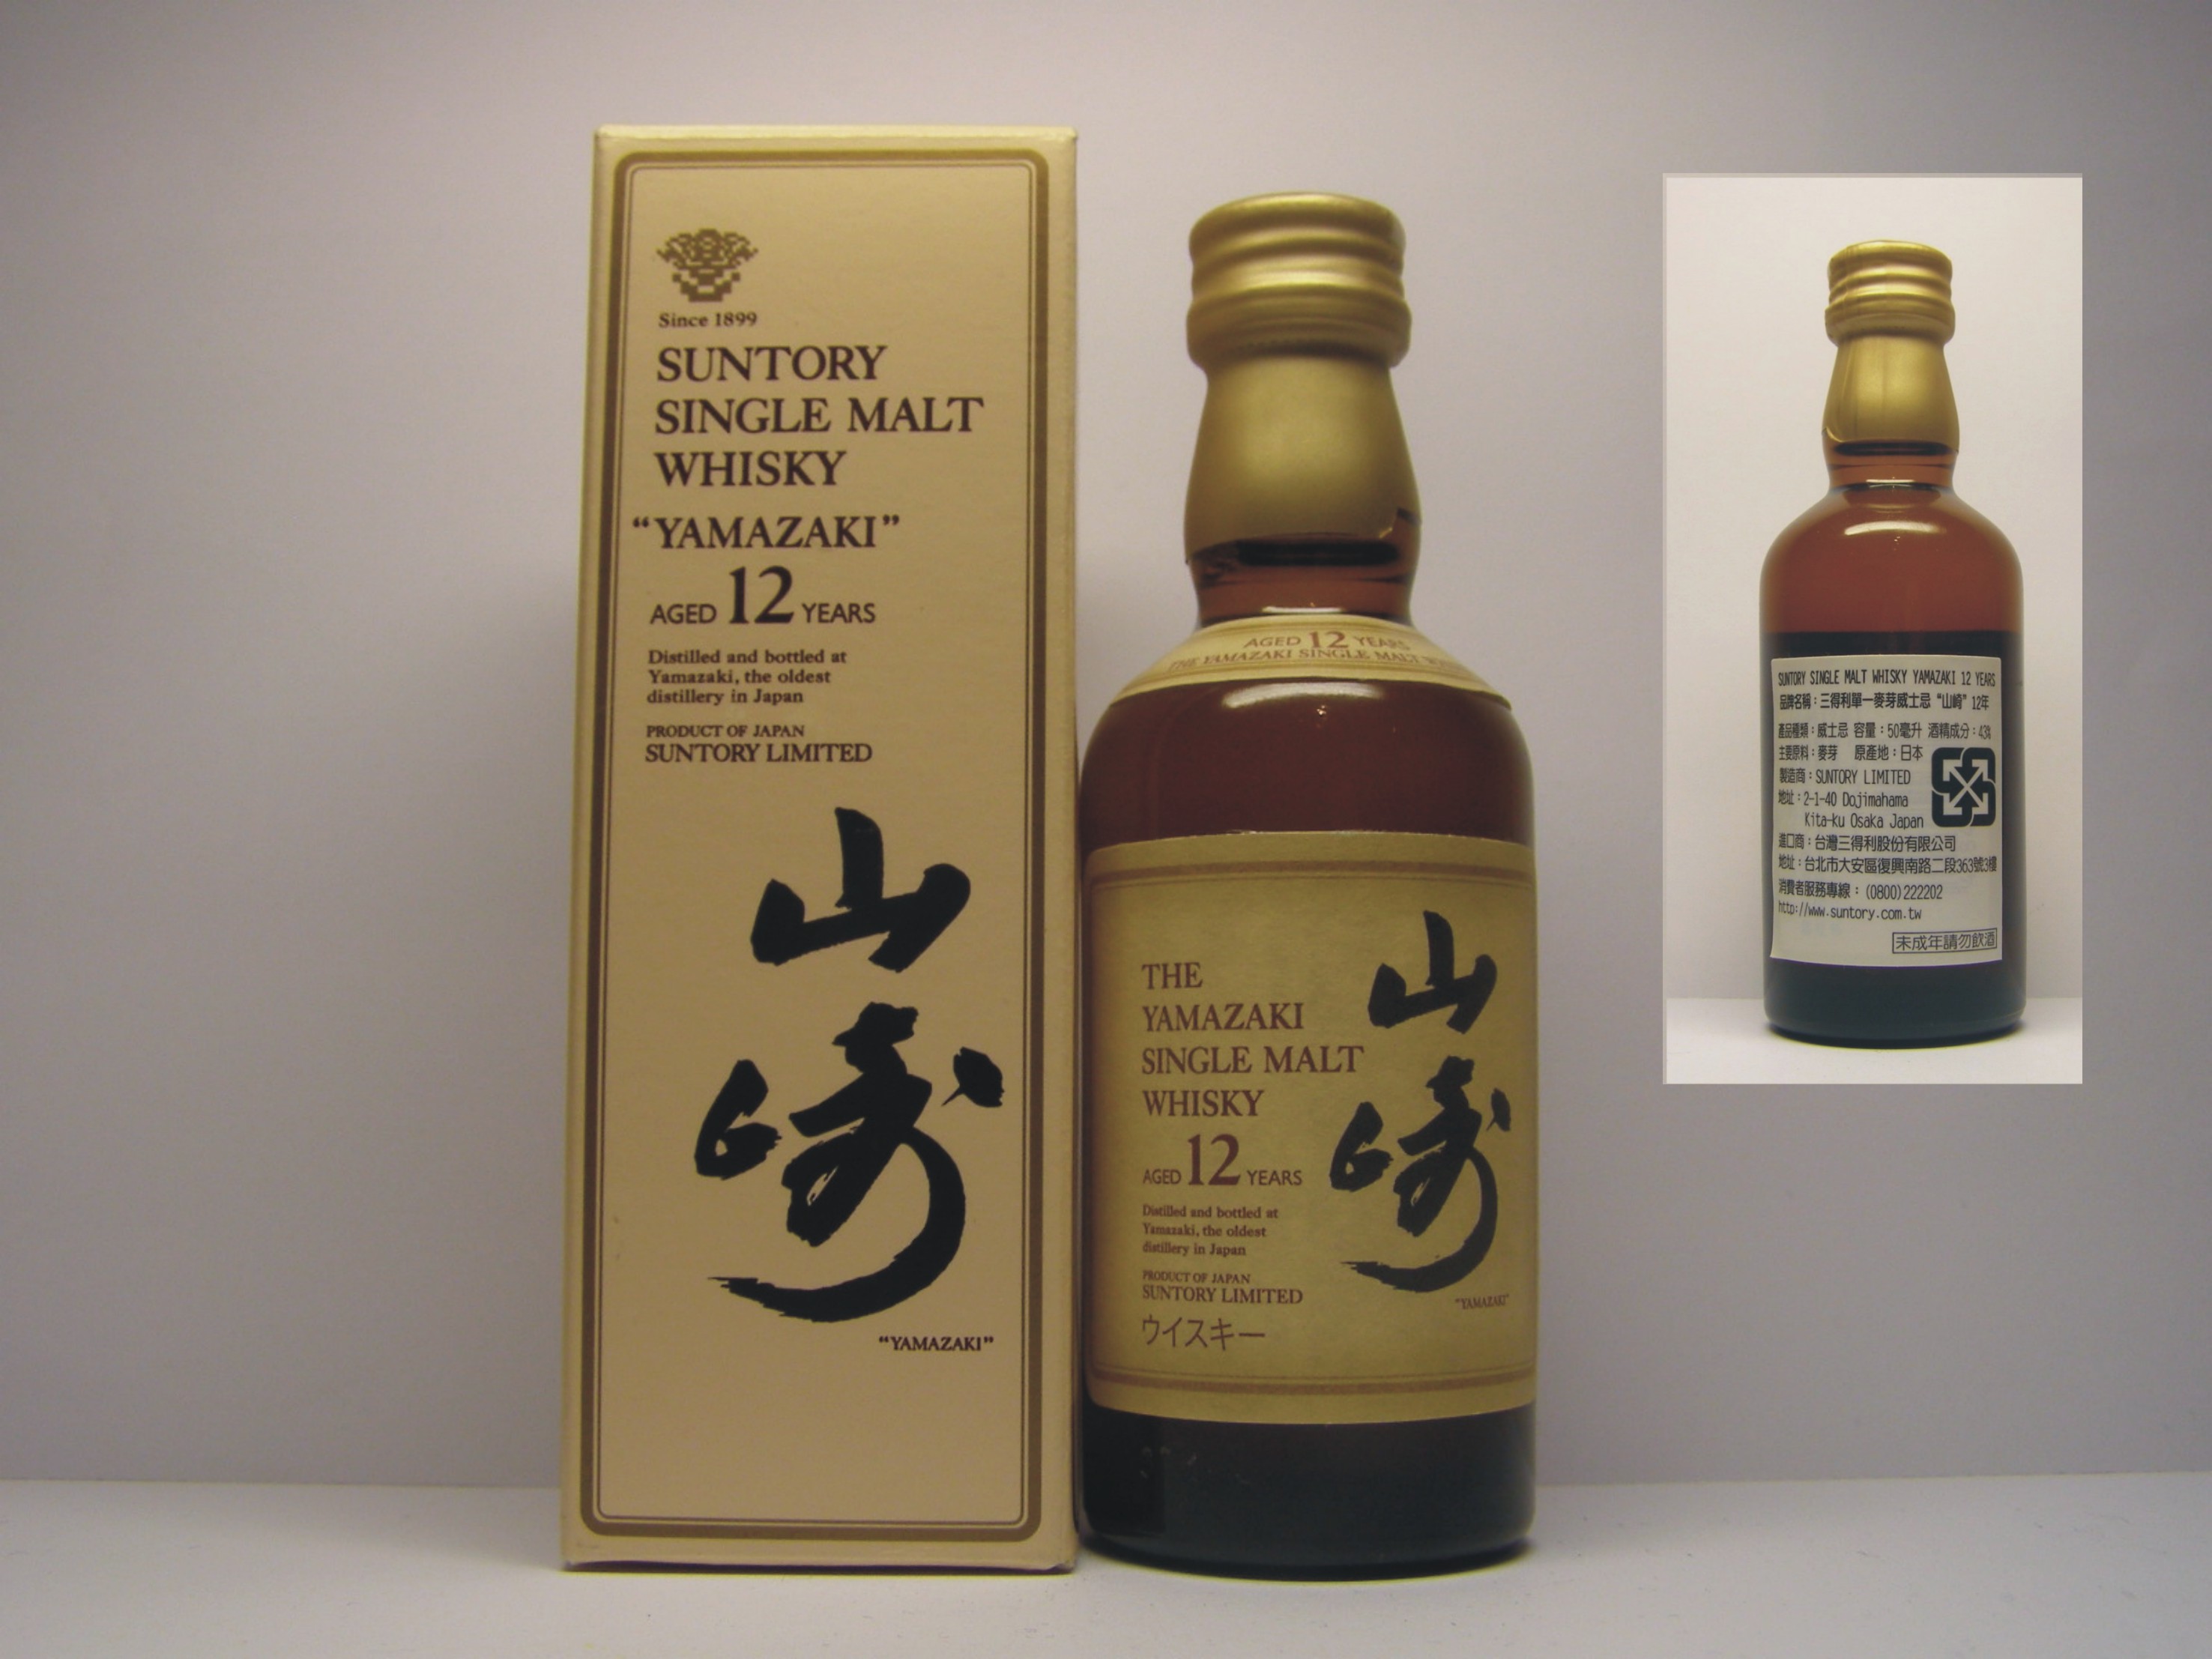 Since 1899
SUNTORY
SINGLE MALT
WHISKY
“YAMAZAKI”
AGED 12 YEARS
Distilled and bottled at
Yamazaki, the oldest
distillery in Japan
PRODUCT OF JAPAN
SUNTORY LIMITED
山
崎
“YAMAZAKI”
AGED 12 YEARS
THE YAMAZAKI SINGLE MALT
THE
YAMAZAKI
SINGLE MALT
WHISKY
AGED 12 YEARS
Distilled and bottled at
Yamazaki, the oldest
distillery in Japan
PRODUCT OF JAPAN
SUNTORY LIMITED
ウイスキー
山
崎
“YAMAZAKI”
SUNTORY SINGLE MALT WHISKY YAMAZAKI 12 YEARS
品牌名稱：三得利單一麥芽威士忌“山崎”12年
產品種類：威士忌 容量：50毫升 酒精成分：43%
主要原料：麥芽 原產地：日本
製造商：SUNTORY LIMITED
地址：2-1-40 Dojimahama
Kita-ku Osaka Japan
進口商：台灣三得利股份有限公司
地址：台北市大安區復興南路二段363號3樓
消費者服務專線：(0800)222202
http://www.suntory.com.tw
未成年請勿飲酒